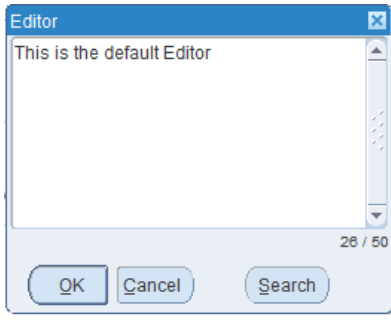 Editor
This is the default Editor
26 / 50
OK
Cancel
Search